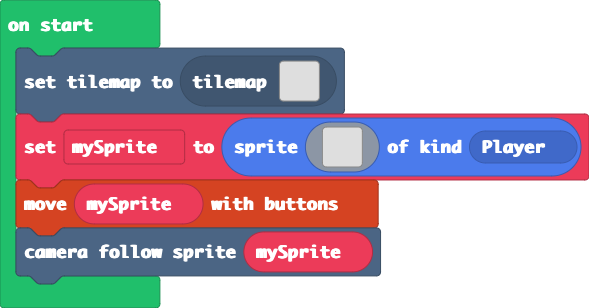 on start
set tilemap to tilemap
set mySprite to sprite of kind Player
move mySprite with buttons
camera follow sprite mySprite